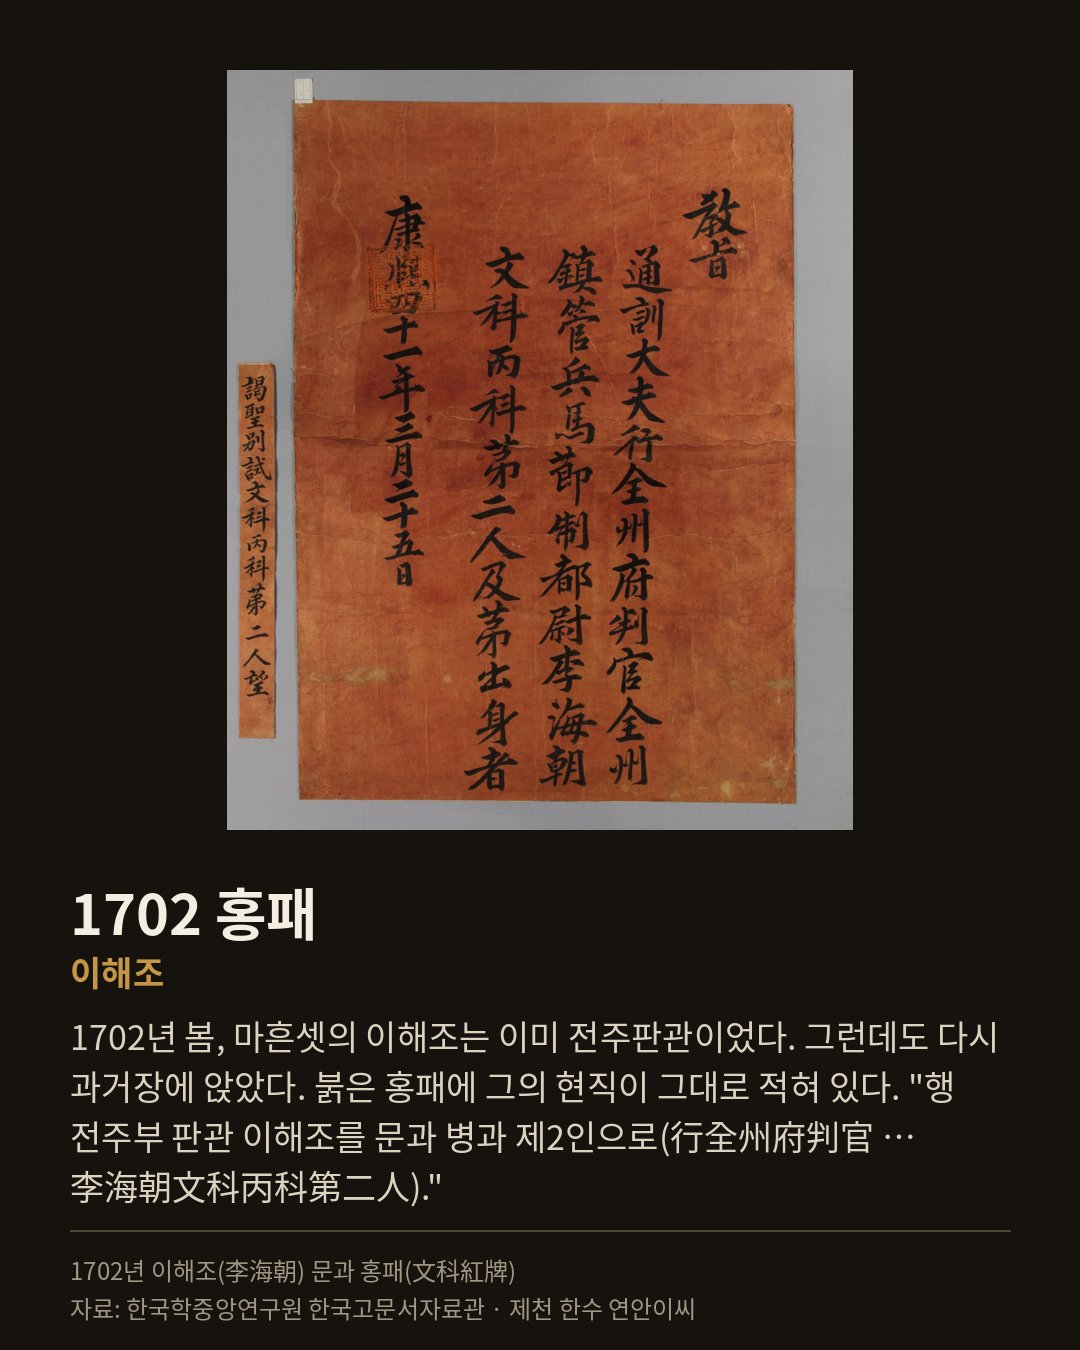 敎旨
通訓大夫行全州府判官全州
鎮管兵馬節制都尉李海朝
文科丙科苐二人及苐出身者
康熙四十一年三月二十五日
謁聖别試文科丙科苐二人望
1702 홍패
이해조
1702년 봄, 마흔셋의 이해조는 이미 전주판관이었다. 그런데도 다시
과거장에 앉았다. 붉은 홍패에 그의 현직이 그대로 적혀 있다. "행
전주부 판관 이해조를 문과 병과 제2인으로(行全州府判官 …
李海朝文科丙科第二人)."
1702년 이해조(李海朝) 문과 홍패(文科紅牌)
자료: 한국학중앙연구원 한국고문서자료관 · 제천 한수 연안이씨